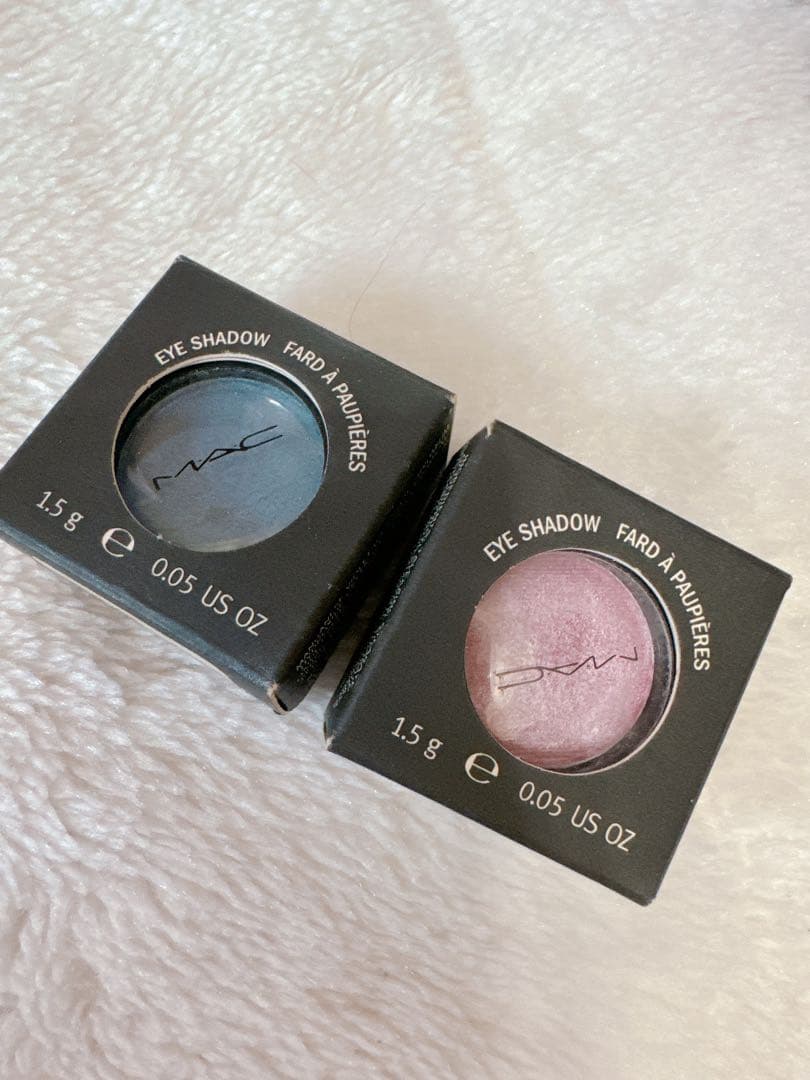 EYE SHADOW FARD À PAUPIÈRES
MAC
1.5 g e 0.05 US OZ
EYE SHADOW FARD À PAUPIÈRES
MAC
1.5 g e 0.05 US OZ